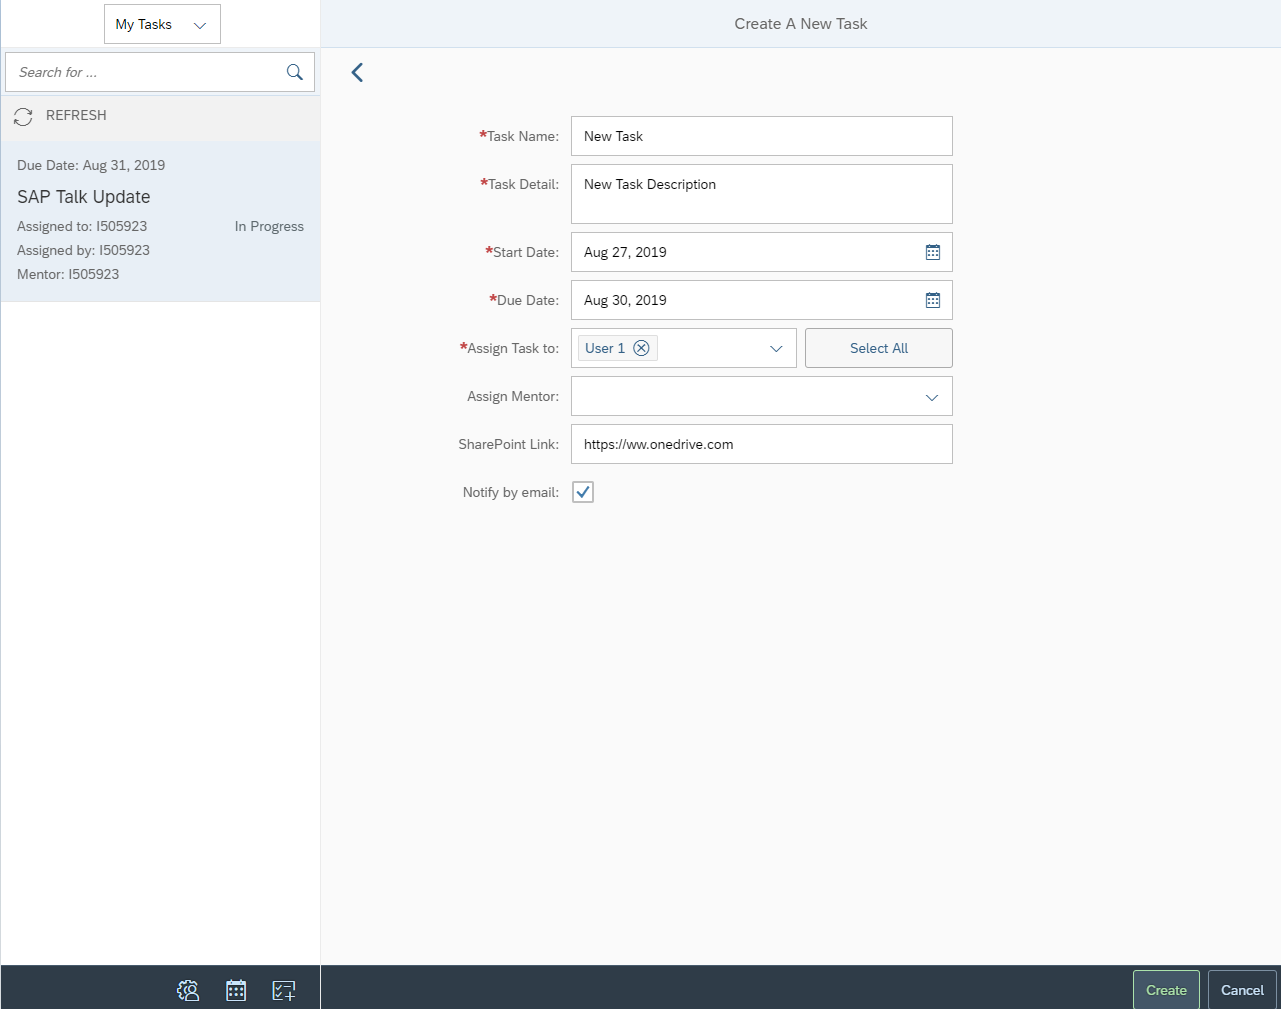 My Tasks
Create A New Task
Search for ...
REFRESH
Due Date: Aug 31, 2019
SAP Talk Update
Assigned to: I505923 In Progress
Assigned by: I505923
Mentor: I505923
*Task Name: New Task
*Task Detail: New Task Description
*Start Date: Aug 27, 2019
*Due Date: Aug 30, 2019
*Assign Task to: User 1 Select All
Assign Mentor:
SharePoint Link: https://ww.onedrive.com
Notify by email:
Create Cancel